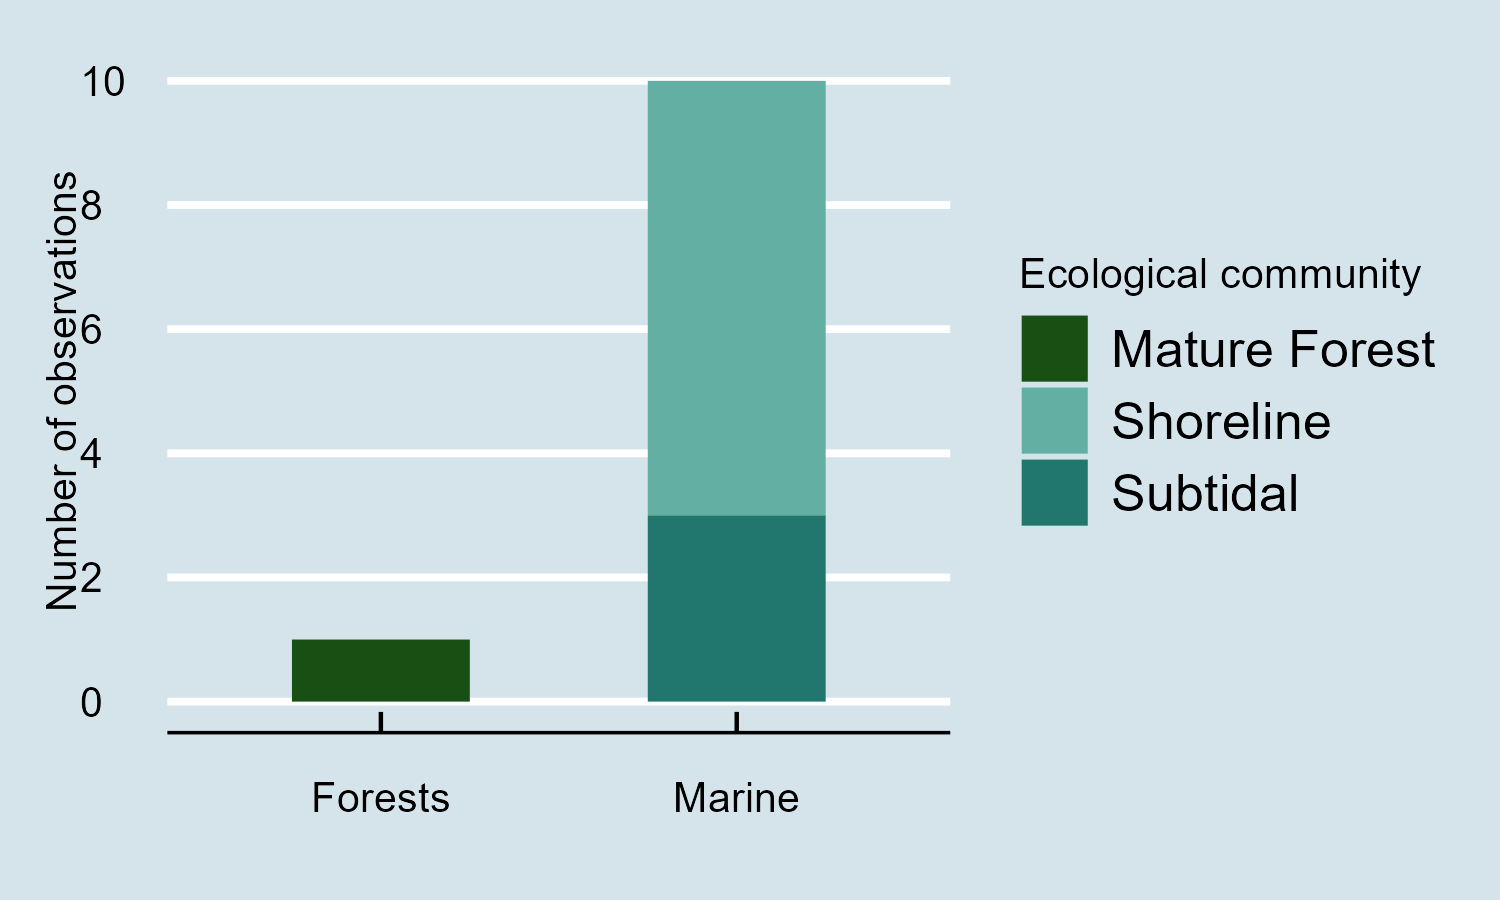 Number of observations
10
8
6
4
2
0
Forests
Marine
Ecological community
Mature Forest
Shoreline
Subtidal